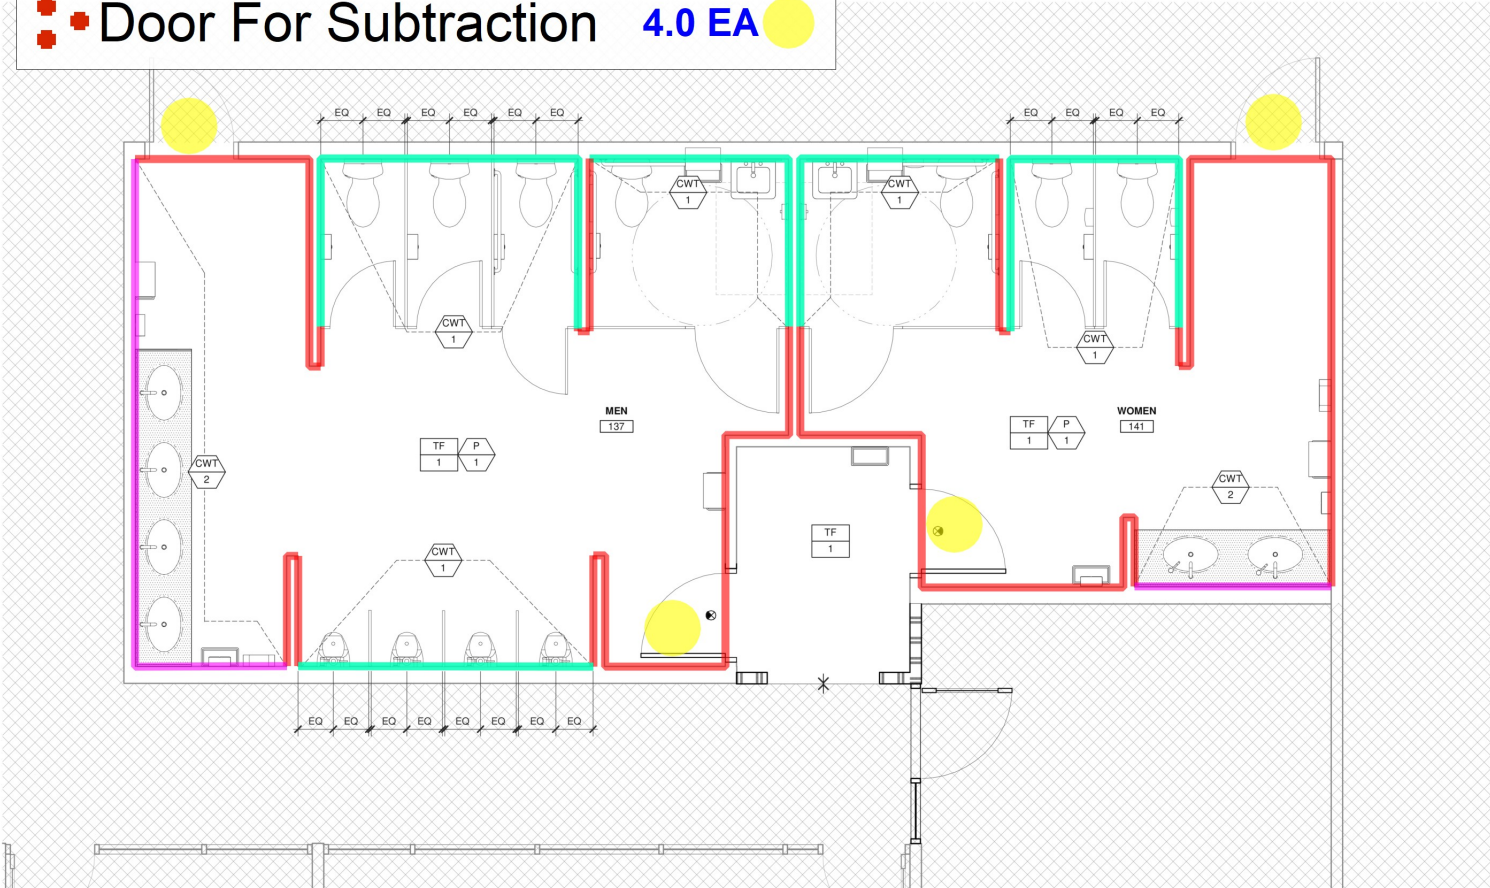 Door For Subtraction 4.0 EA
EQ EQ EQ EQ EQ EQ
EQ EQ EQ EQ
CWT
1
CWT
1
CWT
1
CWT
1
MEN
137
WOMEN
141
TF
1
P
1
TF
1
P
1
CWT
2
CWT
2
TF
1
CWT
1
EQ EQ EQ EQ EQ EQ EQ EQ